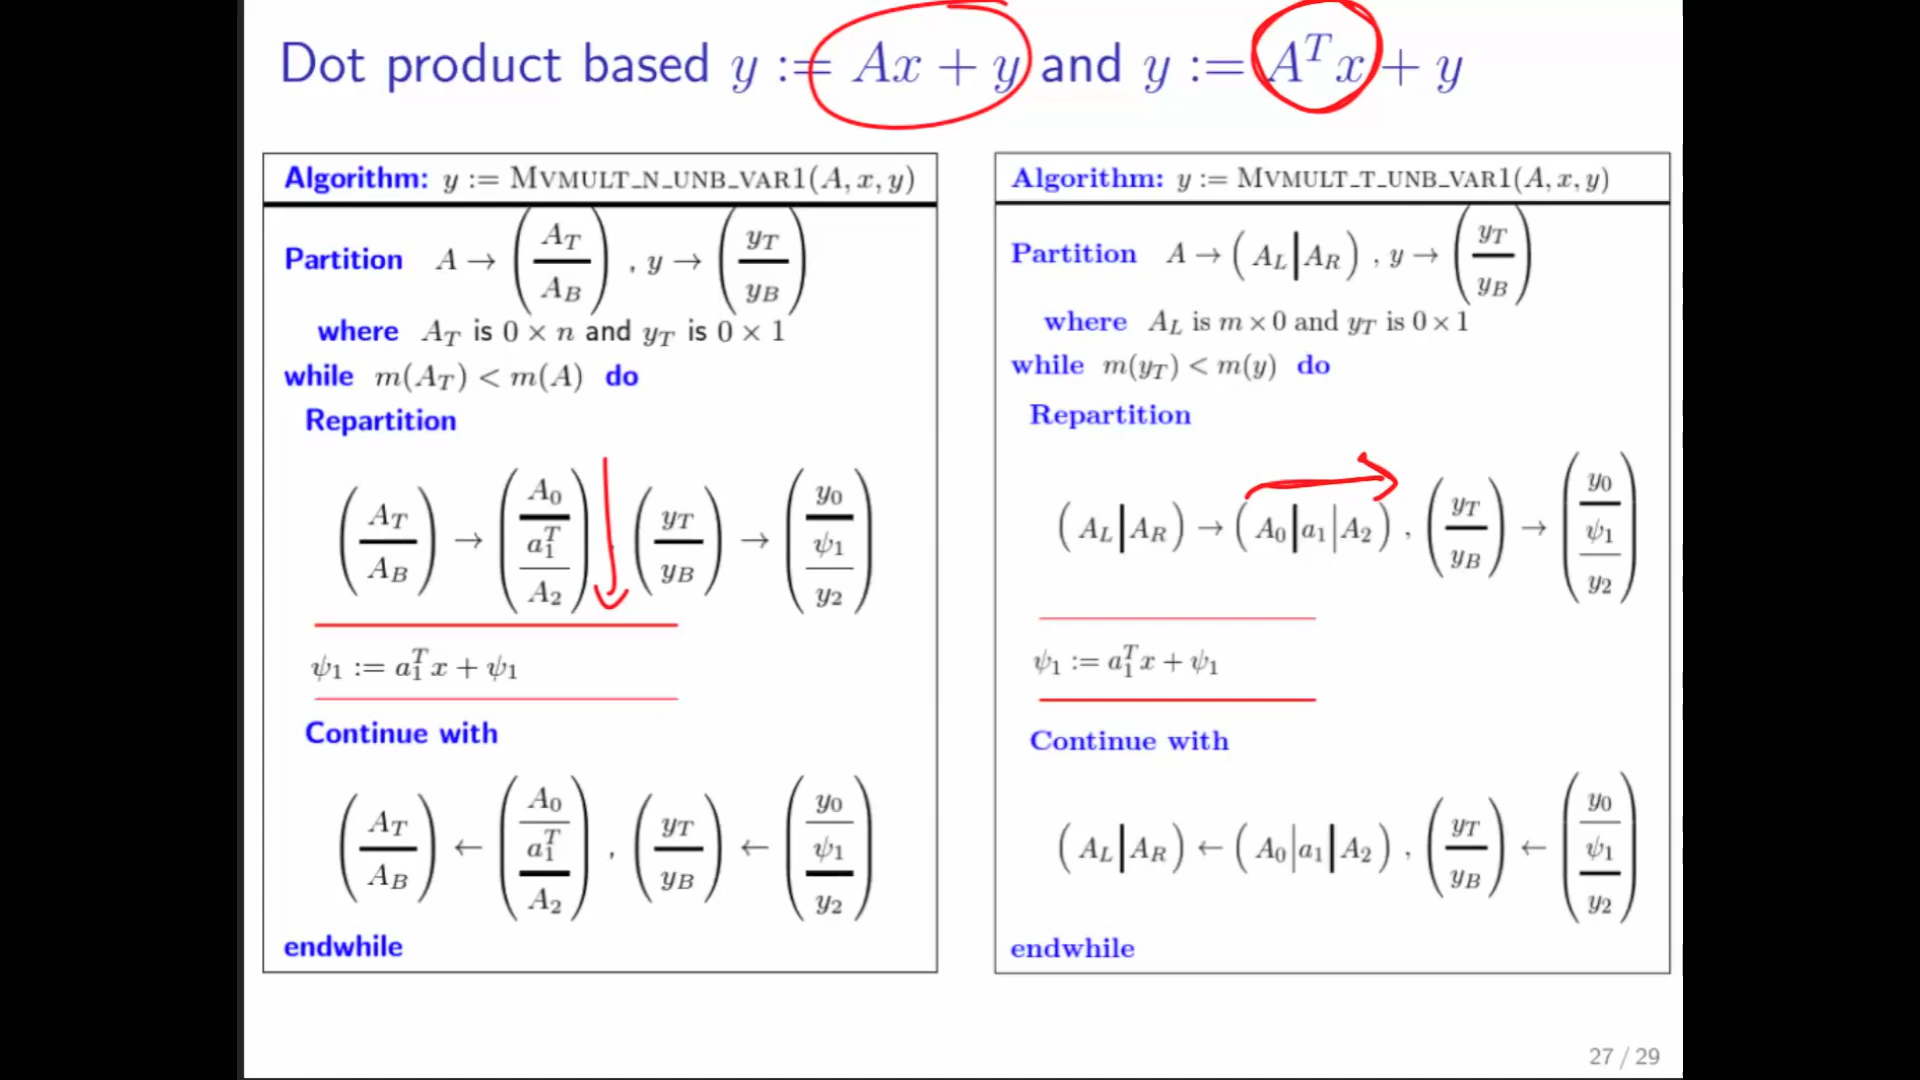 Dot product based y := Ax + y and y := A^T x + y
Algorithm: y := MVMULT_N_UNB_VAR1(A, x, y)
Partition A → (A_T / A_B), y → (y_T / y_B)
where A_T is 0 × n and y_T is 0 × 1
while m(A_T) < m(A) do
Repartition
(A_T / A_B) → (A_0 / a_1^T / A_2) (y_T / y_B) → (y_0 / ψ_1 / y_2)
ψ_1 := a_1^T x + ψ_1
Continue with
(A_T / A_B) ← (A_0 / a_1^T / A_2), (y_T / y_B) ← (y_0 / ψ_1 / y_2)
endwhile
Algorithm: y := MVMULT_T_UNB_VAR1(A, x, y)
Partition A → (A_L | A_R), y → (y_T / y_B)
where A_L is m × 0 and y_T is 0 × 1
while m(y_T) < m(y) do
Repartition
(A_L | A_R) → (A_0 | a_1 | A_2), (y_T / y_B) → (y_0 / ψ_1 / y_2)
ψ_1 := a_1^T x + ψ_1
Continue with
(A_L | A_R) ← (A_0 | a_1 | A_2), (y_T / y_B) ← (y_0 / ψ_1 / y_2)
endwhile
27 / 29